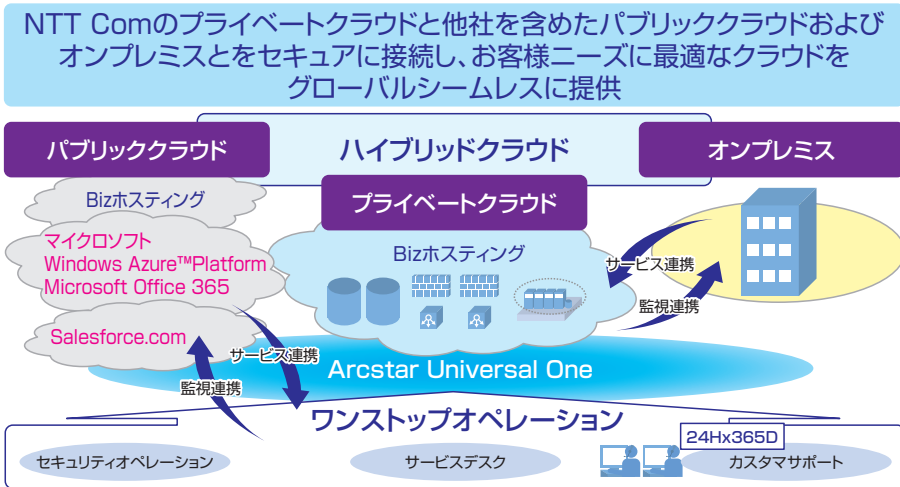 NTT Comのプライベートクラウドと他社を含めたパブリッククラウドおよび
オンプレミスとをセキュアに接続し、お客様ニーズに最適なクラウドを
グローバルシームレスに提供
パブリッククラウド
ハイブリッドクラウド
オンプレミス
Bizホスティング
プライベートクラウド
マイクロソフト
Windows Azure™Platform
Microsoft Office 365
Bizホスティング
サービス連携
監視連携
Salesforce.com
サービス連携
監視連携
Arcstar Universal One
ワンストップオペレーション
24Hx365D
セキュリティオペレーション
サービスデスク
カスタマサポート